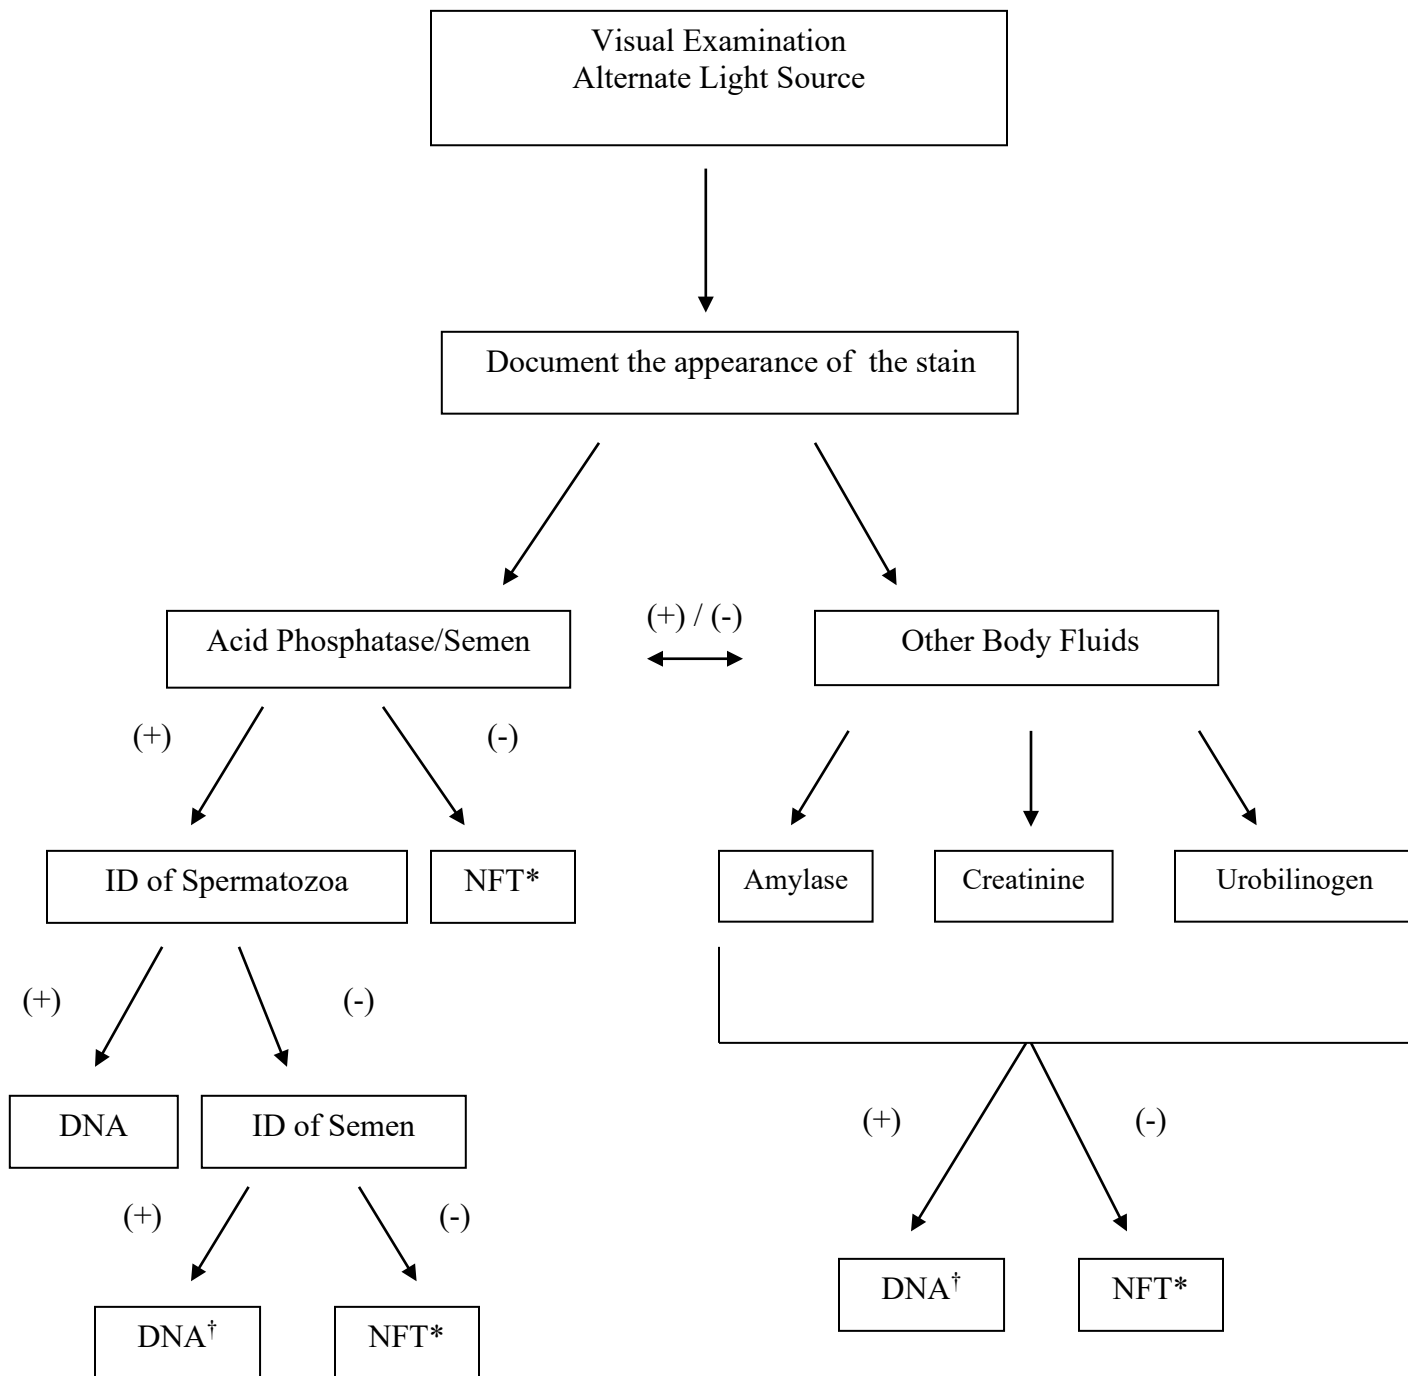 Visual Examination
Alternate Light Source
Document the appearance of  the stain
(+) / (-)
Acid Phosphatase/Semen
Other Body Fluids
(+)
(-)
ID of Spermatozoa
NFT*
Amylase
Creatinine
Urobilinogen
(+)
(-)
DNA
ID of Semen
(+)
(-)
(+)
(-)
DNA†
NFT*
DNA†
NFT*